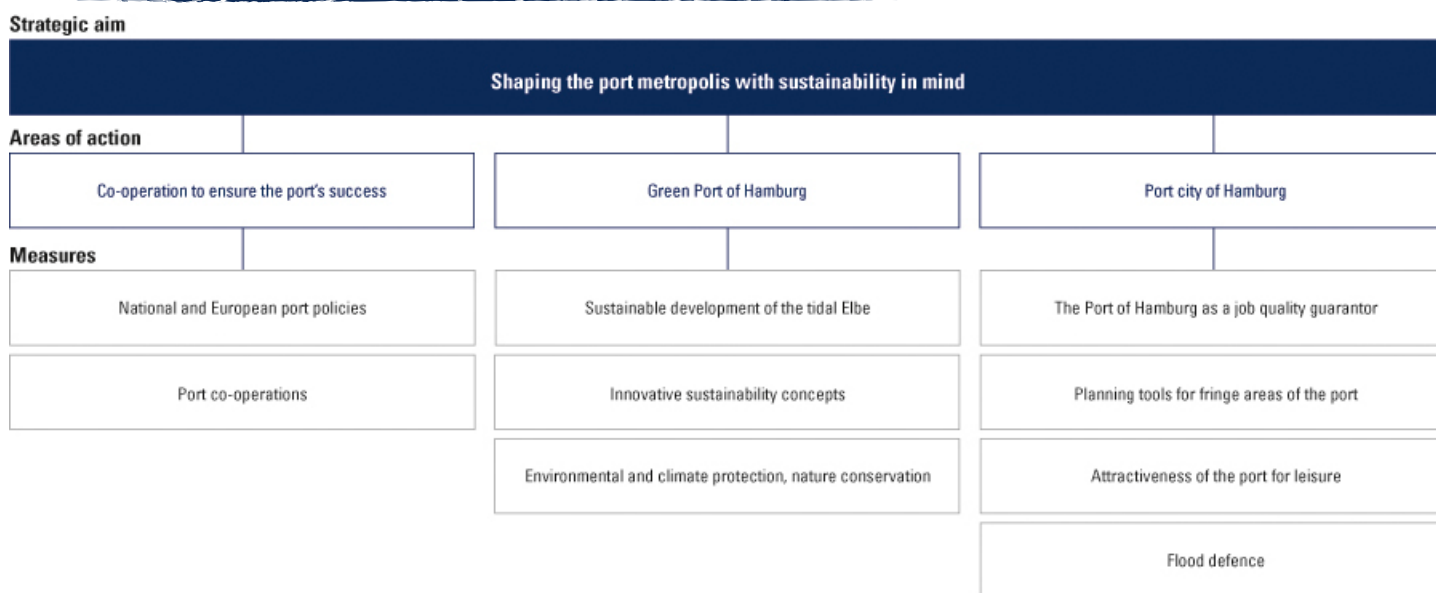 Strategic aim
Shaping the port metropolis with sustainability in mind
Areas of action
Co-operation to ensure the port's success
Green Port of Hamburg
Port city of Hamburg
Measures
National and European port policies
Sustainable development of the tidal Elbe
The Port of Hamburg as a job quality guarantor
Port co-operations
Innovative sustainability concepts
Planning tools for fringe areas of the port
Environmental and climate protection, nature conservation
Attractiveness of the port for leisure
Flood defence